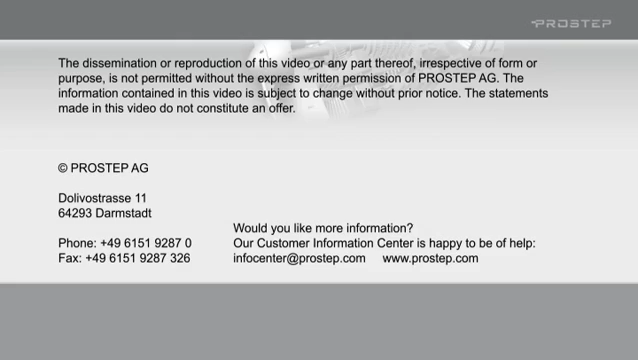 PROSTEP
The dissemination or reproduction of this video or any part thereof, irrespective of form or
purpose, is not permitted without the express written permission of PROSTEP AG. The
information contained in this video is subject to change without prior notice. The statements
made in this video do not constitute an offer.
© PROSTEP AG
Dolivostrasse 11
64293 Darmstadt
Phone: +49 6151 9287 0
Fax: +49 6151 9287 326
Would you like more information?
Our Customer Information Center is happy to be of help:
infocenter@prostep.com www.prostep.com